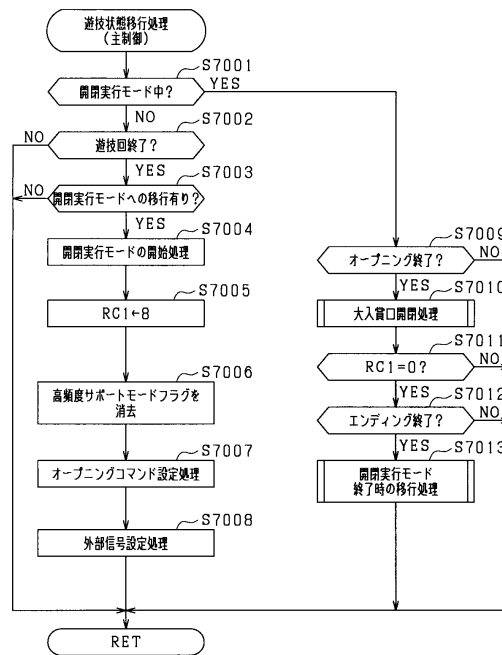 遊技状態移行処理
(主制御)
S7001
開閉実行モード中?
YES
NO
S7002
NO
遊技回終了?
YES
S7003
NO
開閉実行モードへの移行有り?
YES
S7004
開閉実行モードの開始処理
S7005
RC1←8
S7006
高頻度サポートモードフラグを
消去
S7007
オープニングコマンド設定処理
S7008
外部信号設定処理
S7009
オープニング終了?
NO
YES
S7010
大入賞口開閉処理
S7011
RC1=0?
NO
YES
S7012
エンディング終了?
NO
YES
S7013
開閉実行モード
終了時の移行処理
RET